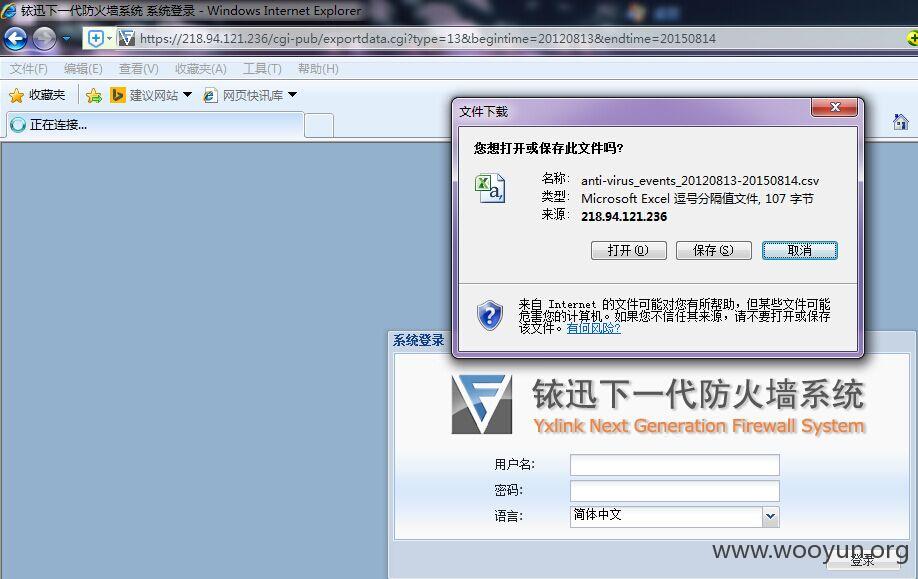 铱迅下一代防火墙系统 系统登录 - Windows Internet Explorer
https://218.94.121.236/cgi-pub/exportdata.cgi?type=13&begintime=20120813&endtime=20150814
文件(F) 编辑(E) 查看(V) 收藏夹(A) 工具(T) 帮助(H)
收藏夹 建议网站 网页快讯库
正在连接...
文件下载
您想打开或保存此文件吗?
名称: anti-virus_events_20120813-20150814.csv
类型: Microsoft Excel 逗号分隔值文件, 107 字节
来源: 218.94.121.236
打开(O) 保存(S) 取消
来自 Internet 的文件可能对您有所帮助,但某些文件可能
危害您的计算机。如果您不信任其来源,请不要打开或保存
该文件。有何风险?
系统登录
铱迅下一代防火墙系统
Yxlink Next Generation Firewall System
用户名:
密码:
语言: 简体中文
www.wooyun.org
登录